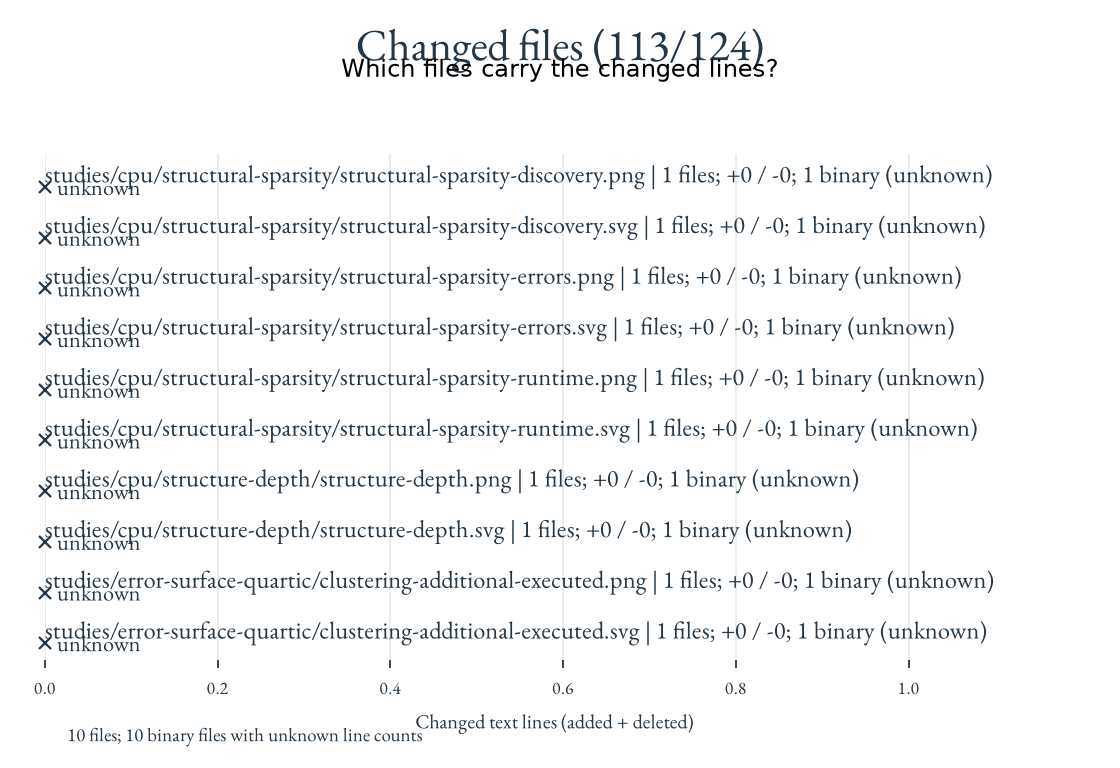 Changed files (113/124)
Which files carry the changed lines?
studies/cpu/structural-sparsity/structural-sparsity-discovery.png | 1 files; +0 / -0; 1 binary (unknown)
unknown
studies/cpu/structural-sparsity/structural-sparsity-discovery.svg | 1 files; +0 / -0; 1 binary (unknown)
unknown
studies/cpu/structural-sparsity/structural-sparsity-errors.png | 1 files; +0 / -0; 1 binary (unknown)
unknown
studies/cpu/structural-sparsity/structural-sparsity-errors.svg | 1 files; +0 / -0; 1 binary (unknown)
unknown
studies/cpu/structural-sparsity/structural-sparsity-runtime.png | 1 files; +0 / -0; 1 binary (unknown)
unknown
studies/cpu/structural-sparsity/structural-sparsity-runtime.svg | 1 files; +0 / -0; 1 binary (unknown)
unknown
studies/cpu/structure-depth/structure-depth.png | 1 files; +0 / -0; 1 binary (unknown)
unknown
studies/cpu/structure-depth/structure-depth.svg | 1 files; +0 / -0; 1 binary (unknown)
unknown
studies/error-surface-quartic/clustering-additional-executed.png | 1 files; +0 / -0; 1 binary (unknown)
unknown
studies/error-surface-quartic/clustering-additional-executed.svg | 1 files; +0 / -0; 1 binary (unknown)
unknown
0.0 0.2 0.4 0.6 0.8 1.0
Changed text lines (added + deleted)
10 files; 10 binary files with unknown line counts